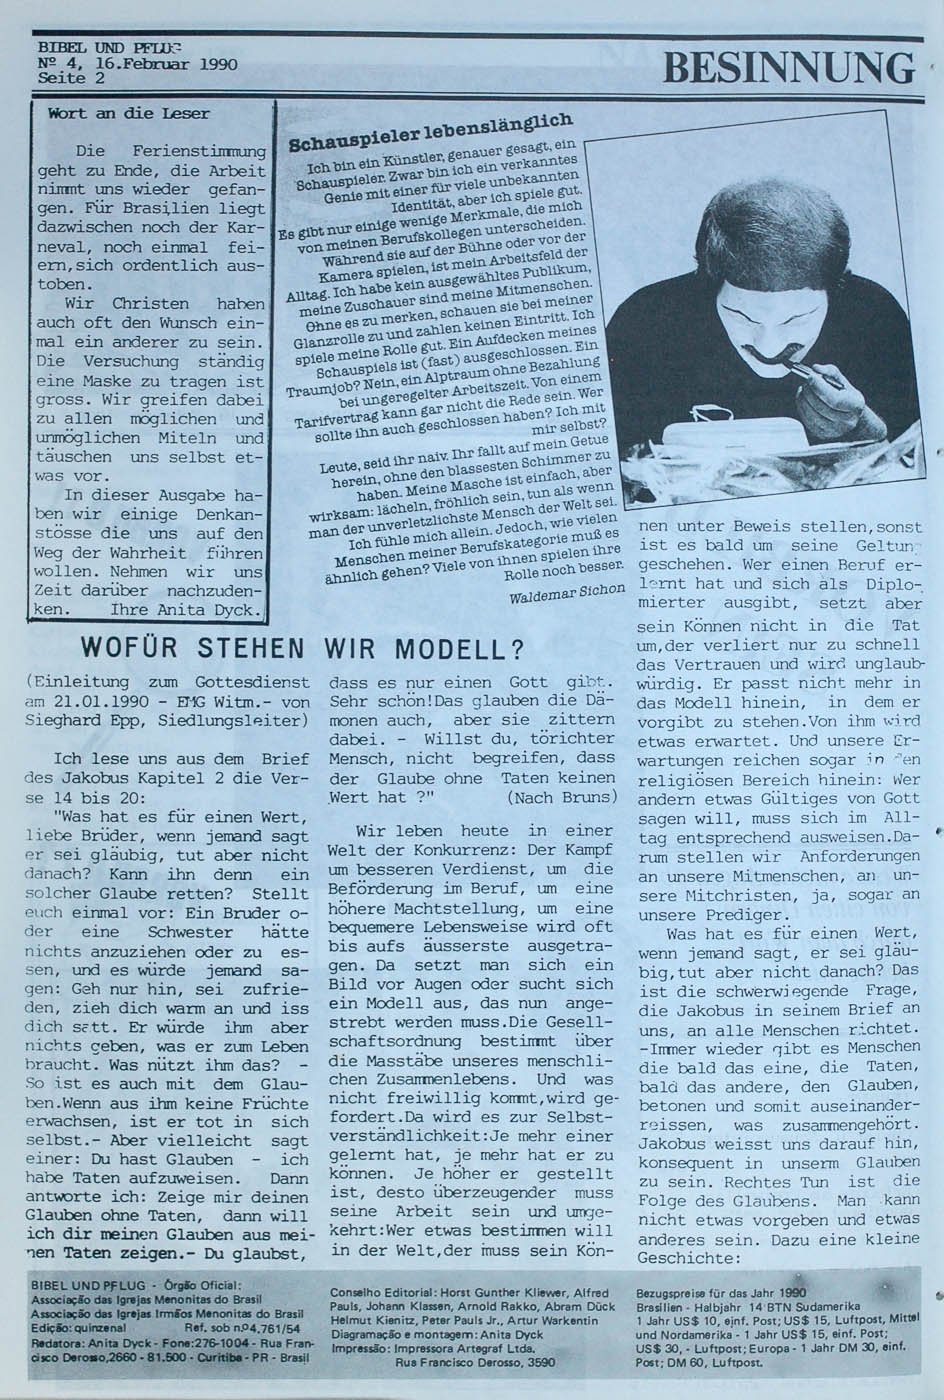 BIBEL UND PFLUG
Nº 4, 16.Februar 1990
Seite 2
BESINNUNG
Wort an die Leser
Die Ferienstimmung
geht zu Ende, die Arbeit
nimmt uns wieder gefan-
gen. Für Brasilien liegt
dazwischen noch der Kar-
neval, noch einmal fei-
ern,sich ordentlich aus-
toben.
Wir Christen haben
auch oft den Wunsch ein-
mal ein anderer zu sein.
Die Versuchung ständig
eine Maske zu tragen ist
gross. Wir greifen dabei
zu allen möglichen und
unmöglichen Miteln und
täuschen uns selbst et-
was vor.
In dieser Ausgabe ha-
ben wir einige Denkan-
stösse die uns auf den
Weg der Wahrheit führen
wollen. Nehmen wir uns
Zeit darüber nachzuden-
ken. Ihre Anita Dyck.
Schauspieler lebenslänglich
Ich bin ein Künstler, genauer gesagt, ein
Schauspieler. Zwar bin ich ein verkanntes
Genie mit einer für viele unbekannten
Identität, aber ich spiele gut.
Es gibt nur einige wenige Merkmale, die mich
von meinen Berufskollegen unterscheiden.
Während sie auf der Bühne oder vor der
Kamera spielen, ist mein Arbeitsfeld der
Alltag. Ich habe kein ausgewähltes Publikum,
meine Zuschauer sind meine Mitmenschen.
Ohne es zu merken, schauen sie bei meiner
Glanzrolle zu und zahlen keinen Eintritt. Ich
spiele meine Rolle gut. Ein Aufdecken meines
Schauspiels ist (fast) ausgeschlossen. Ein
Traumjob? Nein, ein Alptraum ohne Bezahlung
bei ungeregelter Arbeitszeit. Von einem
Tarifvertrag kann gar nicht die Rede sein. Wer
sollte ihn auch geschlossen haben? Ich mit
mir selbst?
Leute, seid ihr naiv. Ihr fallt auf mein Getue
herein, ohne den blassesten Schimmer zu
haben. Meine Masche ist einfach, aber
wirksam: lächeln, fröhlich sein, tun als wenn
man der unverletzlichste Mensch der Welt sei.
Ich fühle mich allein. Jedoch, wie vielen
Menschen meiner Berufskategorie muß es
ähnlich gehen? Viele von ihnen spielen ihre
Rolle noch besser.
Waldemar Sichon
WOFÜR STEHEN WIR MODELL?
(Einleitung zum Gottesdienst
am 21.01.1990 - EMG Witm.- von
Sieghard Epp, Siedlungsleiter)
Ich lese uns aus dem Brief
des Jakobus Kapitel 2 die Ver-
se 14 bis 20:
"Was hat es für einen Wert,
liebe Brüder, wenn jemand sagt
er sei gläubig, tut aber nicht
danach? Kann ihn denn ein
solcher Glaube retten? Stellt
euch einmal vor: Ein Bruder o-
der eine Schwester hätte
nichts anzuziehen oder zu es-
sen, und es würde jemand sa-
gen: Geh nur hin, sei zufrie-
den, zieh dich warm an und iss
dich satt. Er würde ihm aber
nichts geben, was er zum Leben
braucht. Was nützt ihm das? -
So ist es auch mit dem Glau-
ben.Wenn aus ihm keine Früchte
erwachsen, ist er tot in sich
selbst.- Aber vielleicht sagt
einer: Du hast Glauben - ich
habe Taten aufzuweisen. Dann
antworte ich: Zeige mir deinen
Glauben ohne Taten, dann will
ich dir meinen Glauben aus mei-
nen Taten zeigen.- Du glaubst,
dass es nur einen Gott gibt.
Sehr schön!Das glauben die Dä-
monen auch, aber sie zittern
dabei. - Willst du, törichter
Mensch, nicht begreifen, dass
der Glaube ohne Taten keinen
Wert hat ?" (Nach Bruns)
Wir leben heute in einer
Welt der Konkurrenz: Der Kampf
um besseren Verdienst, um die
Beförderung im Beruf, um eine
höhere Machtstellung, um eine
bequemere Lebensweise wird oft
bis aufs äusserste ausgetra-
gen. Da setzt man sich ein
Bild vor Augen oder sucht sich
ein Modell aus, das nun ange-
strebt werden muss.Die Gesell-
schaftsordnung bestimmt über
die Masstäbe unseres menschli-
chen Zusammenlebens. Und was
nicht freiwillig kommt,wird ge-
fordert.Da wird es zur Selbst-
verständlichkeit:Je mehr einer
gelernt hat, je mehr hat er zu
können. Je höher er gestellt
ist, desto überzeugender muss
seine Arbeit sein und umge-
kehrt:Wer etwas bestimmen will
in der Welt,der muss sein Kön-
nen unter Beweis stellen,sonst
ist es bald um seine Geltung
geschehen. Wer einen Beruf er-
lernt hat und sich als Diplo-
mierter ausgibt, setzt aber
sein Können nicht in die Tat
um,der verliert nur zu schnell
das Vertrauen und wird unglaub-
würdig. Er passt nicht mehr in
das Modell hinein, in dem er
vorgibt zu stehen.Von ihm wird
etwas erwartet. Und unsere Er-
wartungen reichen sogar in den
religiösen Bereich hinein: Wer
andern etwas Gültiges von Gott
sagen will, muss sich im All-
tag entsprechend ausweisen.Da-
rum stellen wir Anforderungen
an unsere Mitmenschen, an un-
sere Mitchristen, ja, sogar an
unsere Prediger!
Was hat es für einen Wert,
wenn jemand sagt, er sei gläu-
big,tut aber nicht danach? Das
ist die schwerwiegende Frage,
die Jakobus in seinem Brief an
uns, an alle Menschen richtet.
-Immer wieder gibt es Menschen
die bald das eine, die Taten,
bald das andere, den Glauben,
betonen und somit auseinander-
reissen, was zusammengehört.
Jakobus weisst uns darauf hin,
konsequent in unserm Glauben
zu sein. Rechtes Tun ist die
Folge des Glaubens. Man kann
nicht etwas vorgeben und etwas
anderes sein. Dazu eine kleine
Geschichte:
BIBEL UND PFLUG - Órgão Oficial:
Associação das Igrejas Menonitas do Brasil
Associação das Igrejas Irmãos Menonitas do Brasil
Edição: quinzenal Ref. sob n.º4.761/54
Redatora: Anita Dyck - Fone:276-1004 - Rua Fran-
cisco Derosso,2660 - 81.500 - Curitiba - PR - Brasil
Conselho Editorial: Horst Gunther Kliewer, Alfred
Pauls, Johann Klassen, Arnold Rakko, Abram Dück
Helmut Kienitz, Peter Pauls Jr., Artur Warkentin
Diagramação e montagem: Anita Dyck
Impressão: Impressora Artegraf Ltda.
Rua Francisco Derosso, 3590
Bezugspreise für das Jahr 1990
Brasilien - Halbjahr 14 BTN Sudamerika
1 Jahr US$ 10, einf. Post; US$ 15, Luftpost, Mittel
und Nordamerika - 1 Jahr US$ 15, einf. Post;
US$ 30, - Luftpost; Europa - 1 Jahr DM 30, einf.
Post; DM 60, Luftpost.